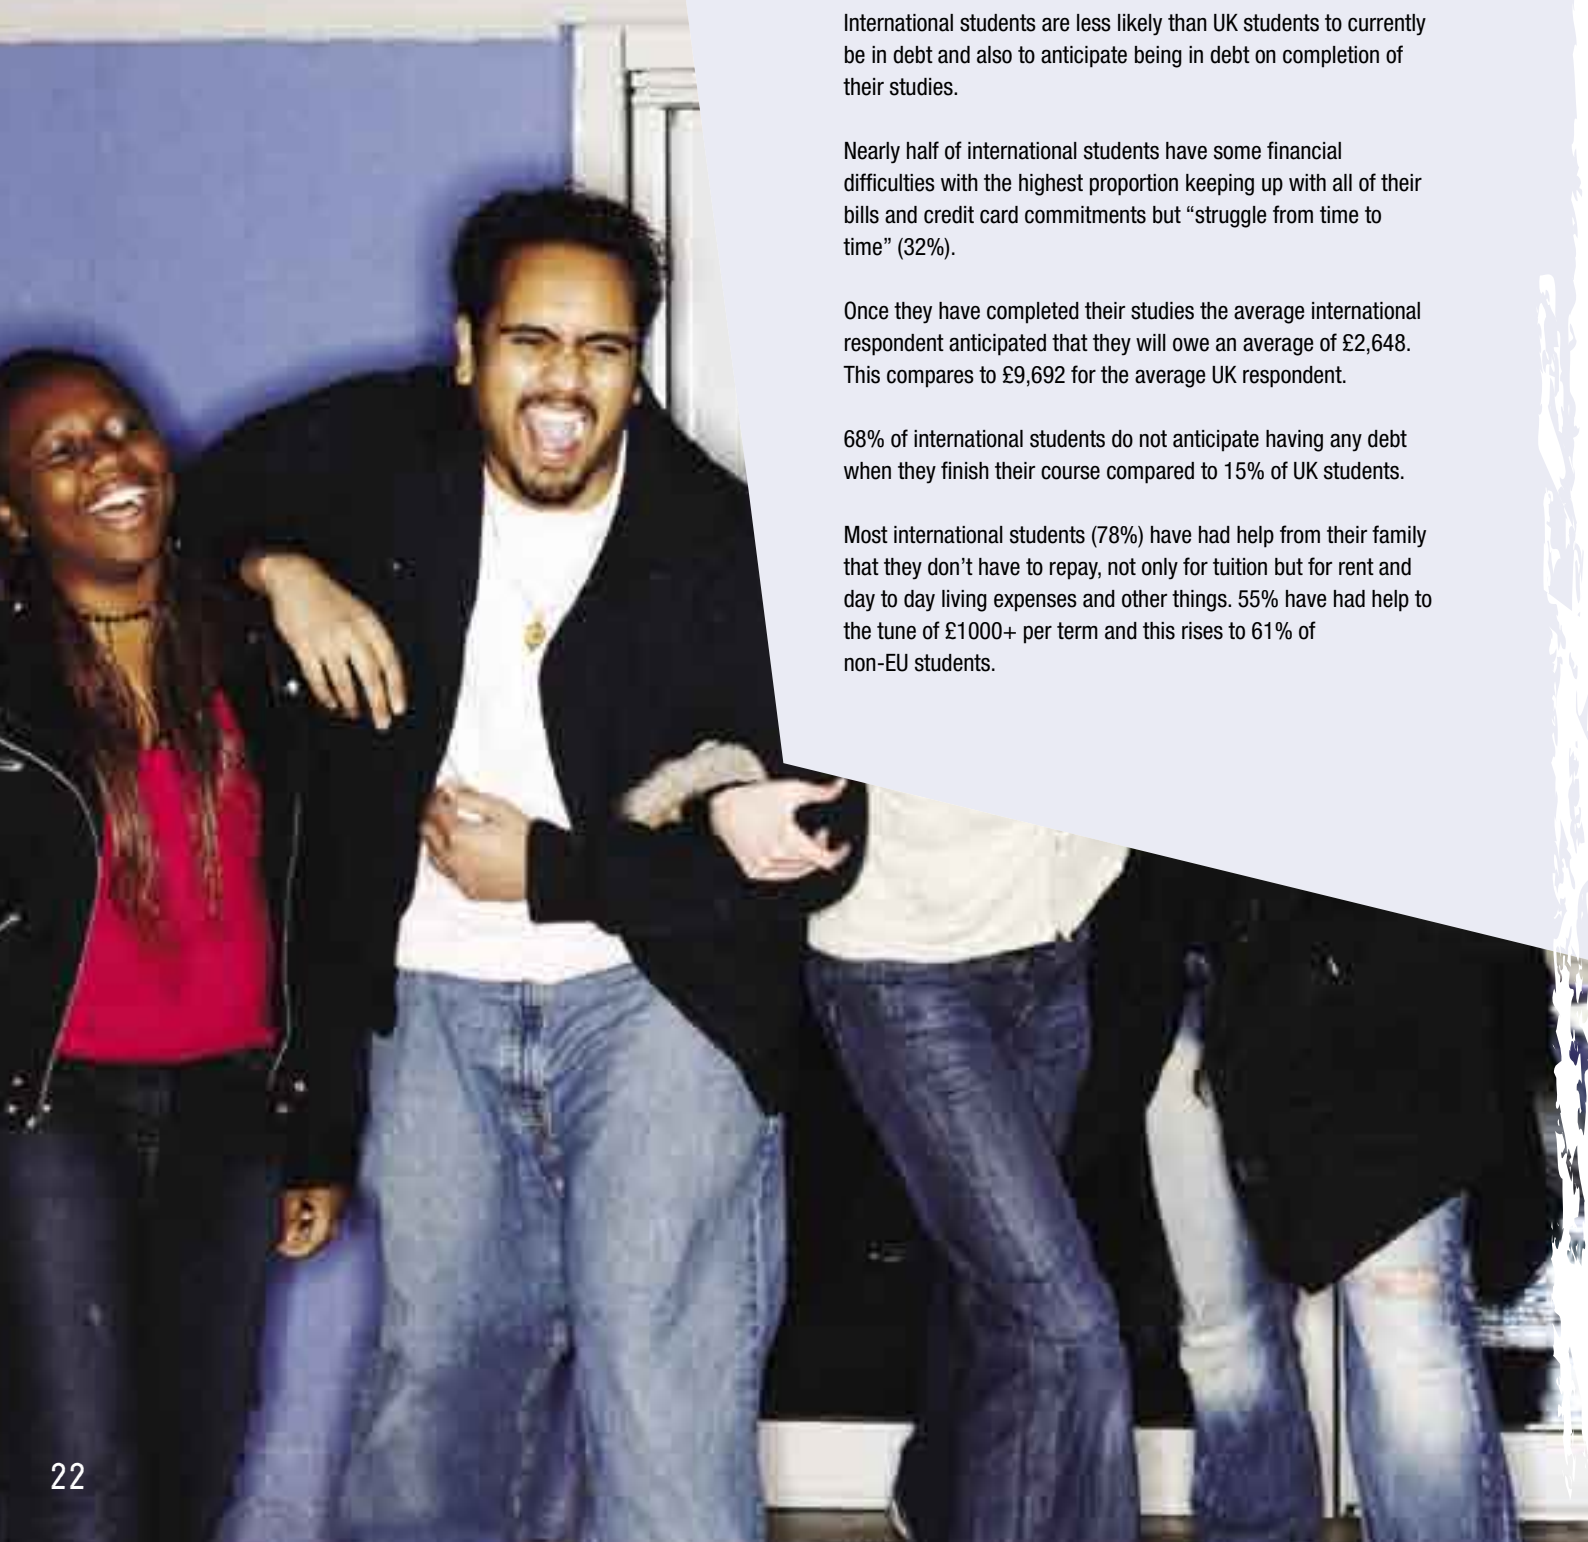 International students are less likely than UK students to currently
be in debt and also to anticipate being in debt on completion of
their studies.
Nearly half of international students have some financial
difficulties with the highest proportion keeping up with all of their
bills and credit card commitments but “struggle from time to
time” (32%).
Once they have completed their studies the average international
respondent anticipated that they will owe an average of £2,648.
This compares to £9,692 for the average UK respondent.
68% of international students do not anticipate having any debt
when they finish their course compared to 15% of UK students.
Most international students (78%) have had help from their family
that they don’t have to repay, not only for tuition but for rent and
day to day living expenses and other things. 55% have had help to
the tune of £1000+ per term and this rises to 61% of
non-EU students.
22